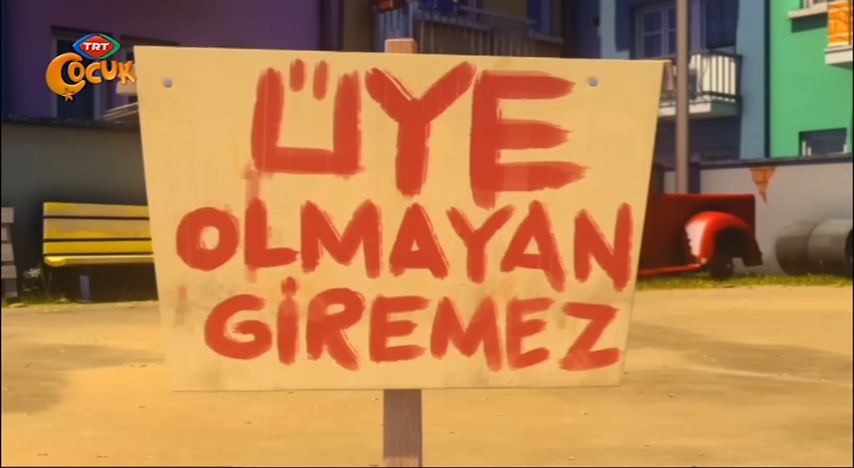 TRT
ÇOCUK
ÜYE
OLMAYAN
GİREMEZ